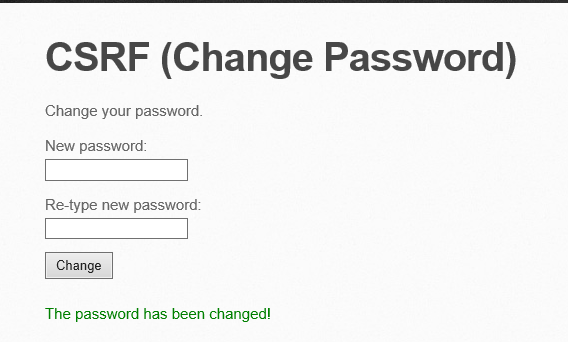 CSRF (Change Password)
Change your password.
New password:
Re-type new password:
Change
The password has been changed!